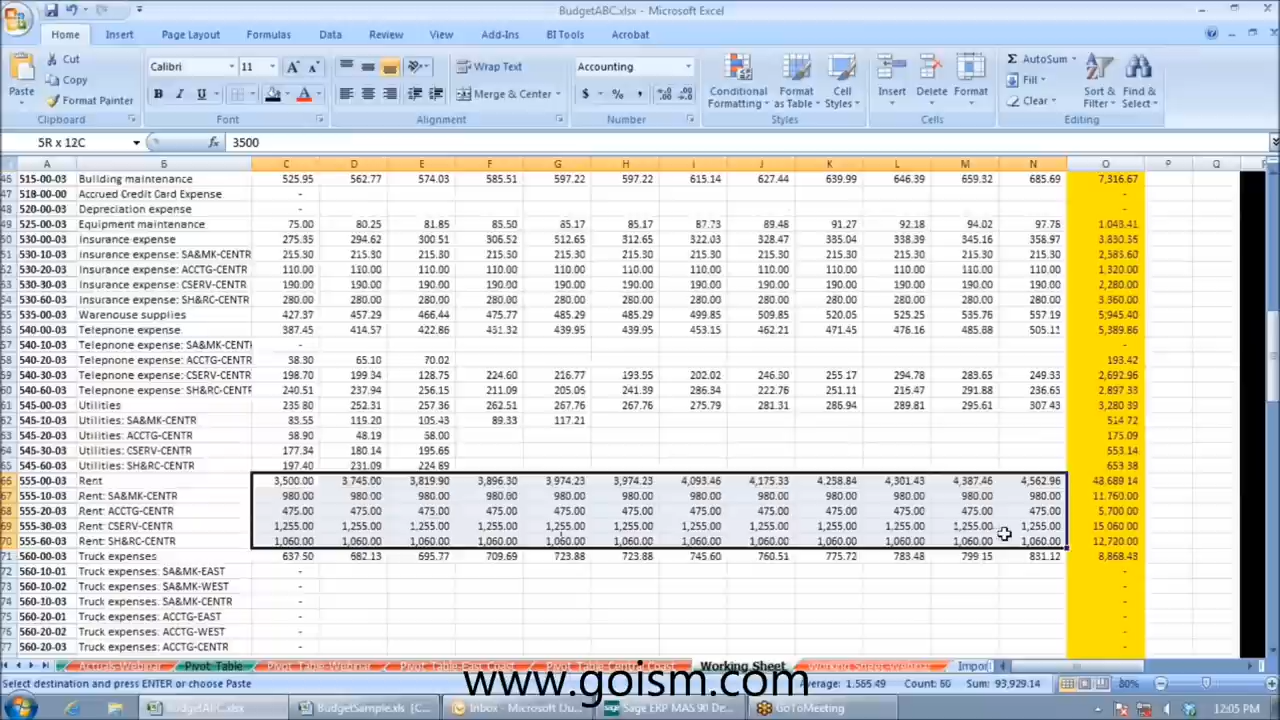 BudgetABC.xlsx - Microsoft Excel
Home Insert Page Layout Formulas Data Review View Add-Ins BI Tools Acrobat
Paste Cut Copy Format Painter Clipboard
Calibri 11 B I U A A Font
Wrap Text Merge & Center Alignment
Accounting $ % , Number
Conditional Formatting Format as Table Cell Styles Styles
Insert Delete Format Cells
Σ AutoSum Fill Clear Sort & Filter Find & Select Editing
5R x 12C fx 3500
A B C D E F G H I J K L M N O P Q
46 515-00-03 Building maintenance 525.95 562.77 574.03 585.51 597.22 597.22 615.14 627.44 639.99 646.39 659.32 685.69 7,316.67
47 518-00-00 Accrued Credit Card Expense - -
48 520-00-03 Depreciation expense - -
49 525-00-03 Equipment maintenance 75.00 80.25 81.85 85.50 85.17 85.17 87.73 89.48 91.27 92.18 94.02 97.78 1,043.41
50 530-00-03 Insurance expense 275.35 294.62 300.51 306.52 312.65 312.65 322.03 328.47 335.04 338.39 345.16 358.97 3,830.35
51 530-10-03 Insurance expense: SA&MK-CENTR 215.30 215.30 215.30 215.30 215.30 215.30 215.30 215.30 215.30 215.30 215.30 215.30 2,583.60
52 530-20-03 Insurance expense: ACCTG-CENTR 110.00 110.00 110.00 110.00 110.00 110.00 110.00 110.00 110.00 110.00 110.00 110.00 1,320.00
53 530-30-03 Insurance expense: CSERV-CENTR 190.00 190.00 190.00 190.00 190.00 190.00 190.00 190.00 190.00 190.00 190.00 190.00 2,280.00
54 530-60-03 Insurance expense: SH&RC-CENTR 280.00 280.00 280.00 280.00 280.00 280.00 280.00 280.00 280.00 280.00 280.00 280.00 3,360.00
55 535-00-03 Warehouse supplies 427.37 457.29 466.44 475.77 485.29 485.29 499.85 509.85 520.05 525.25 535.76 557.19 5,945.40
56 540-00-03 Telephone expense 387.45 414.57 422.86 431.32 439.95 439.95 453.15 462.21 471.45 476.16 485.68 505.11 5,389.86
57 540-10-03 Telephone expense: SA&MK-CENTR - -
58 540-20-03 Telephone expense: ACCTG-CENTR 38.30 65.10 70.02 193.42
59 540-30-03 Telephone expense: CSERV-CENTR 198.70 199.34 128.75 224.60 216.77 193.55 202.02 246.30 255.17 294.78 283.65 249.33 2,692.96
60 540-60-03 Telephone expense: SH&RC-CENTR 240.51 237.94 256.15 211.09 205.05 241.39 286.34 222.76 251.11 215.47 291.88 236.65 2,897.33
61 545-00-03 Utilities 235.80 252.31 257.36 262.51 267.76 267.76 275.79 281.31 286.94 289.81 295.61 307.43 3,280.39
62 545-10-03 Utilities: SA&MK-CENTR 83.55 119.20 105.43 89.33 117.21 514.72
63 545-20-03 Utilities: ACCTG-CENTR 58.90 48.19 58.00 175.09
64 545-30-03 Utilities: CSERV-CENTR 177.34 180.14 195.66 553.14
65 545-60-03 Utilities: SH&RC-CENTR 197.40 231.09 224.89 653.38
66 555-00-03 Rent 3,500.00 3,745.00 3,819.90 3,896.30 3,974.23 3,974.23 4,093.46 4,175.33 4,258.84 4,301.43 4,387.46 4,562.96 48,689.14
67 555-10-03 Rent: SA&MK-CENTR 980.00 980.00 980.00 980.00 980.00 980.00 980.00 980.00 980.00 980.00 980.00 980.00 11,760.00
68 555-20-03 Rent: ACCTG-CENTR 475.00 475.00 475.00 475.00 475.00 475.00 475.00 475.00 475.00 475.00 475.00 475.00 5,700.00
69 555-30-03 Rent: CSERV-CENTR 1,255.00 1,255.00 1,255.00 1,255.00 1,255.00 1,255.00 1,255.00 1,255.00 1,255.00 1,255.00 1,255.00 1,255.00 15,060.00
70 555-60-03 Rent: SH&RC-CENTR 1,060.00 1,060.00 1,060.00 1,060.00 1,060.00 1,060.00 1,060.00 1,060.00 1,060.00 1,060.00 1,060.00 1,060.00 12,720.00
71 560-00-03 Truck expenses 637.50 682.13 695.77 709.69 723.88 723.88 745.60 760.51 775.72 783.48 799.15 831.12 8,868.43
72 560-10-01 Truck expenses: SA&MK-EAST - -
73 560-10-02 Truck expenses: SA&MK-WEST - -
74 560-10-03 Truck expenses: SA&MK-CENTR - -
75 560-20-01 Truck expenses: ACCTG-EAST - -
76 560-20-02 Truck expenses: ACCTG-WEST - -
77 560-20-03 Truck expenses: ACCTG-CENTR - -
Actuals-Webinar Pivot Table Pivot Table-Webinar Pivot Table-East Coast Pivot Table-Central Coast Working Sheet Working Sheet-Webinar Import
Select destination and press ENTER or choose Paste Average: 1,565.49 Count: 60 Sum: 93,929.14 80%
www.goism.com
BudgetABC.xlsx BudgetSample.xls [C... Inbox - Microsoft Ou... Sage ERP MAS 90 De... GoToMeeting 12:05 PM